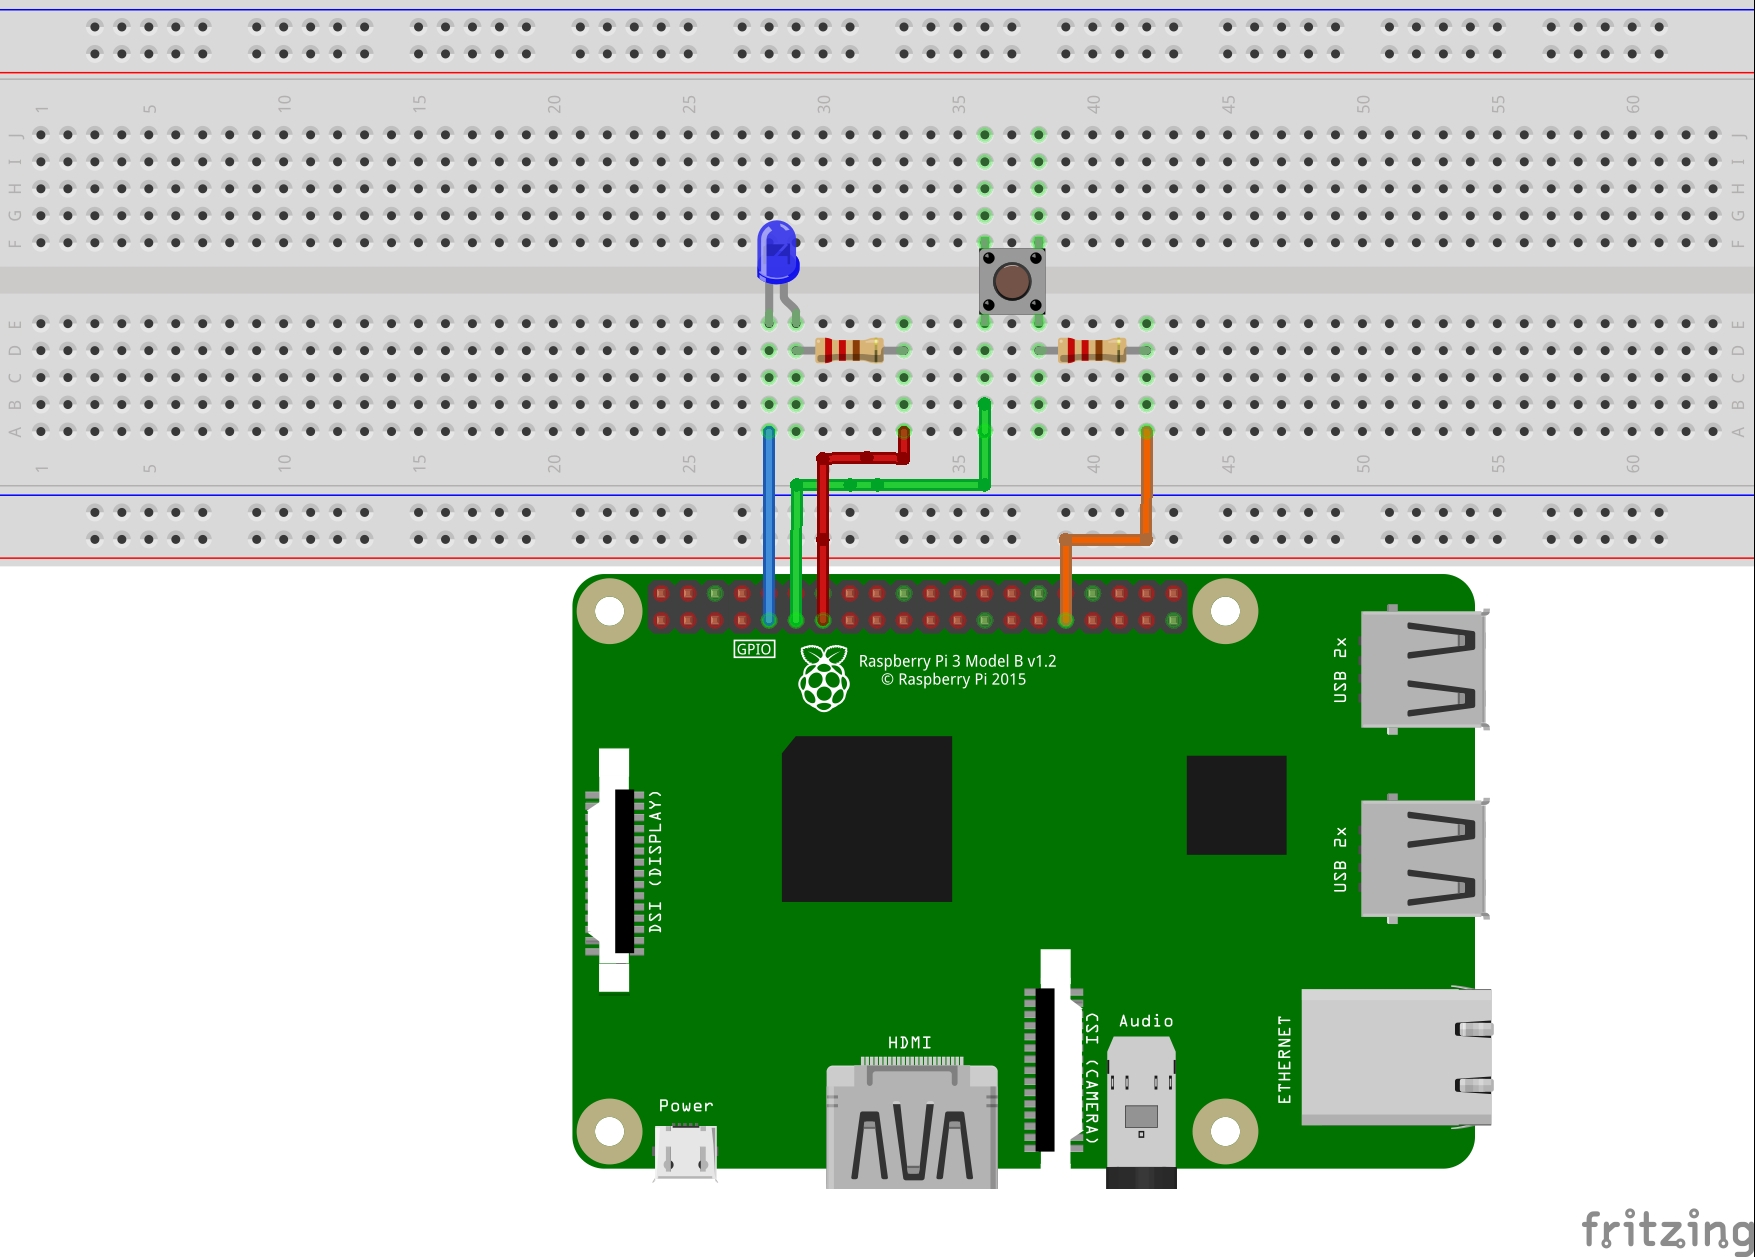 1 5 10 15 20 25 30 35 40 45 50 55 60
J J
I I
H H
G G
F F
E E
D D
C C
B B
A A
1 5 10 15 20 25 35 40 45 50 55 60
GPIO
Raspberry Pi 3 Model B v1.2
© Raspberry Pi 2015
USB 2x
USB 2x
DSI (DISPLAY)
HDMI
CSI (CAMERA)
Audio
ETHERNET
Power
fritzing